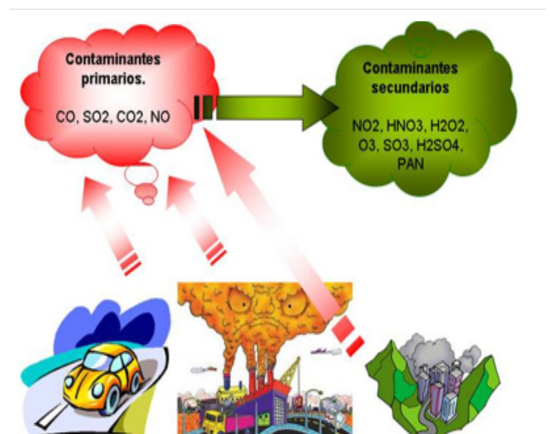 Contaminantes
primarios.
CO, SO2, CO2, NO
Contaminantes
secundarios
NO2, HNO3, H2O2,
O3, SO3, H2SO4,
PAN